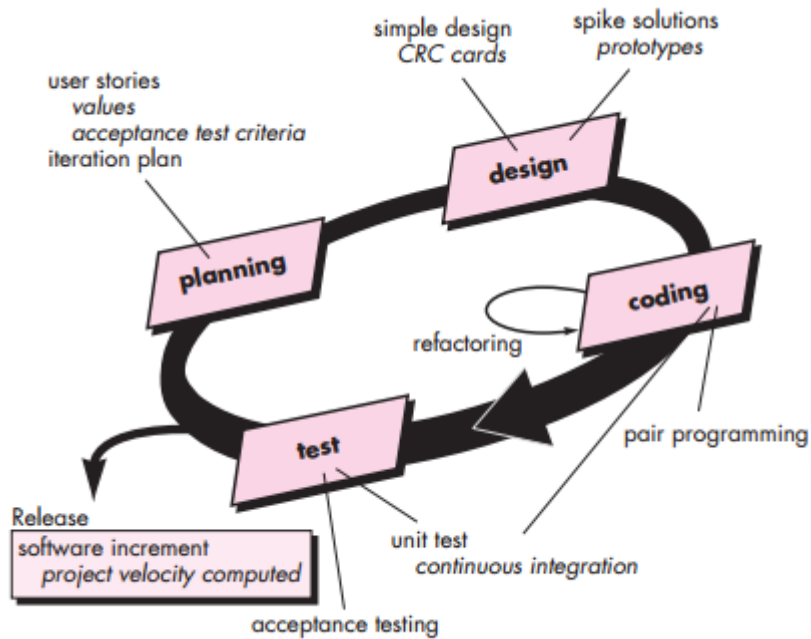 simple design
CRC cards
spike solutions
prototypes
user stories
values
acceptance test criteria
iteration plan
design
planning
coding
refactoring
test
pair programming
Release
software increment
project velocity computed
unit test
continuous integration
acceptance testing